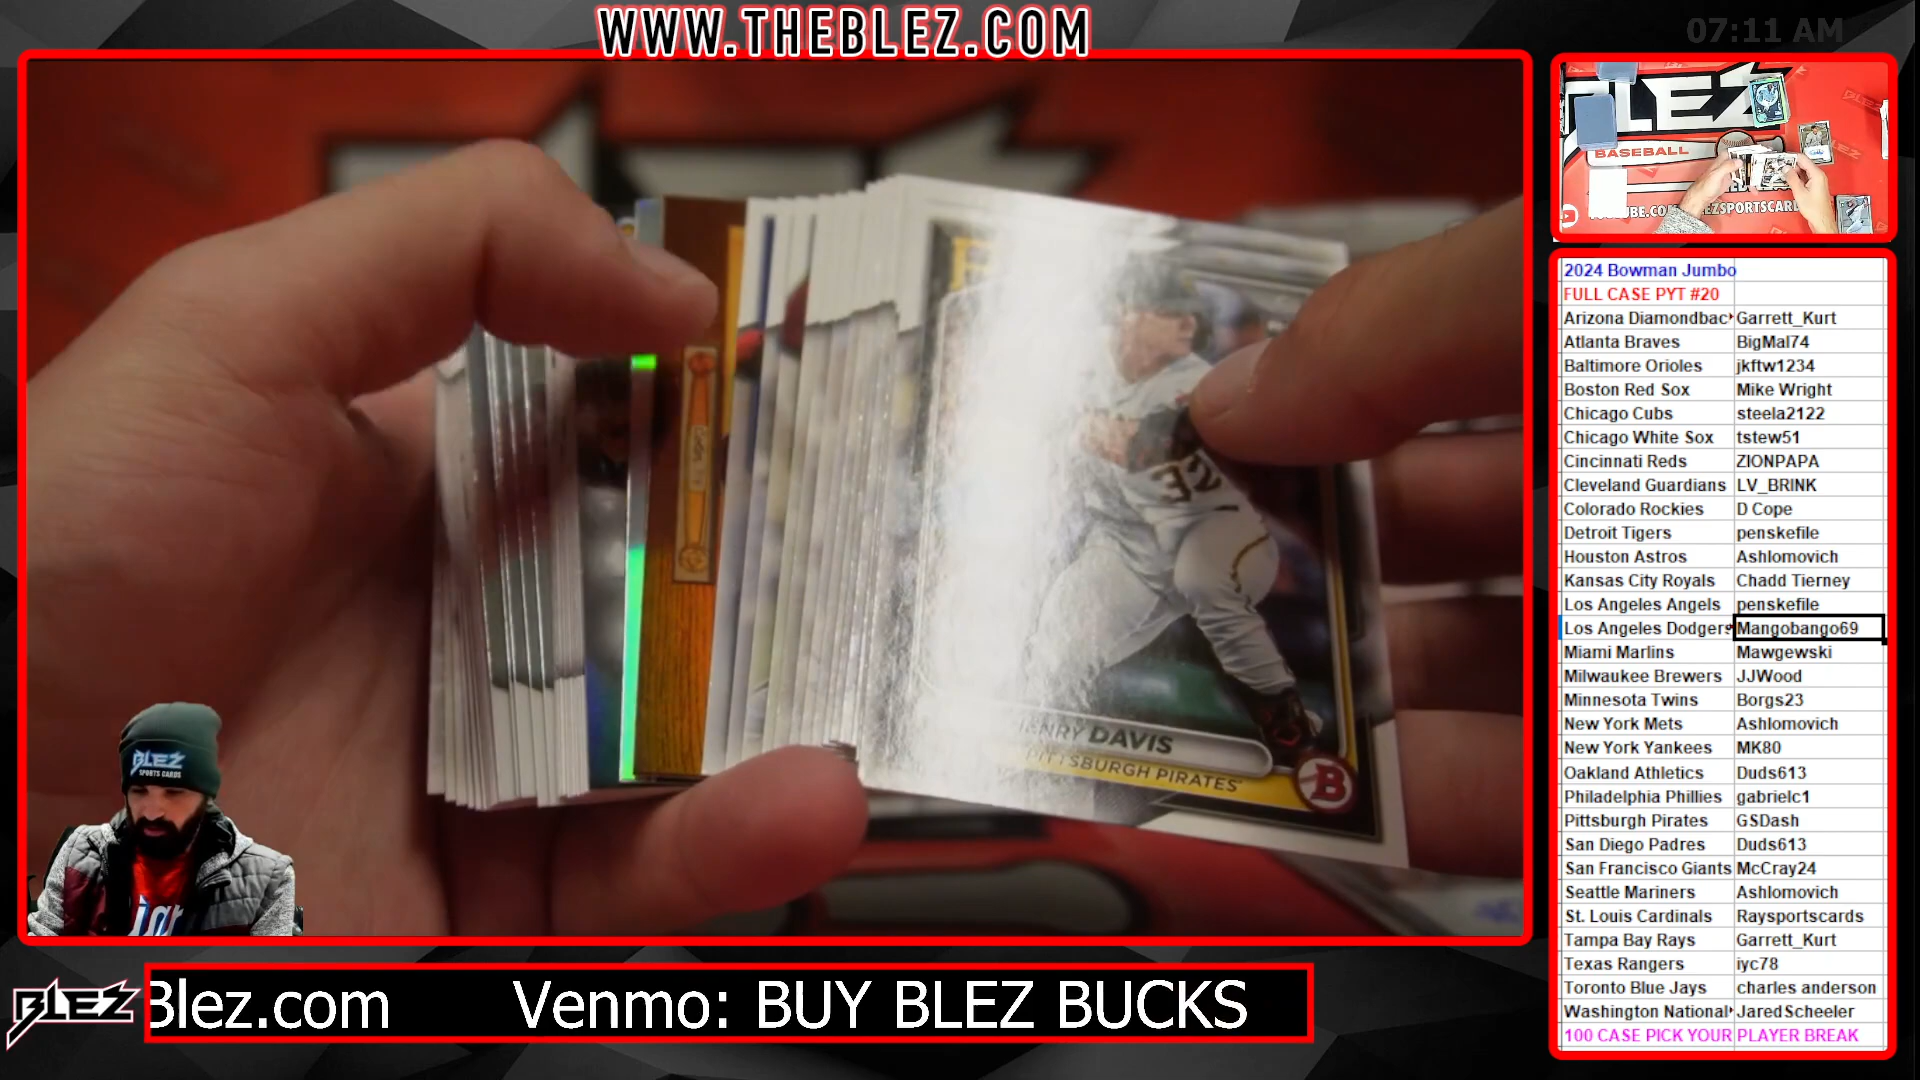 WWW.THEBLEZ.COM
07:11 AM
BLEZ
BASEBALL
2024 Bowman Jumbo
FULL CASE PYT #20
Arizona Diamondbac Garrett_Kurt
Atlanta Braves BigMal74
Baltimore Orioles jkftw1234
Boston Red Sox Mike Wright
Chicago Cubs steela2122
Chicago White Sox tstew51
Cincinnati Reds ZIONPAPA
Cleveland Guardians LV_BRINK
Colorado Rockies D Cope
Detroit Tigers penskefile
Houston Astros Ashlomovich
Kansas City Royals Chadd Tierney
Los Angeles Angels penskefile
Los Angeles Dodgers Mangobango69
Miami Marlins Mawgewski
Milwaukee Brewers JJWood
Minnesota Twins Borgs23
New York Mets Ashlomovich
New York Yankees MK80
Oakland Athletics Duds613
Philadelphia Phillies gabrielc1
Pittsburgh Pirates GSDash
San Diego Padres Duds613
San Francisco Giants McCray24
Seattle Mariners Ashlomovich
St. Louis Cardinals Raysportscards
Tampa Bay Rays Garrett_Kurt
Texas Rangers iyc78
Toronto Blue Jays charles anderson
Washington National JaredScheeler
100 CASE PICK YOUR PLAYER BREAK
32
HENRY DAVIS
PITTSBURGH PIRATES
B
BLEZ
SPORTS CARDS
BLEZ
Blez.com Venmo: BUY BLEZ BUCKS